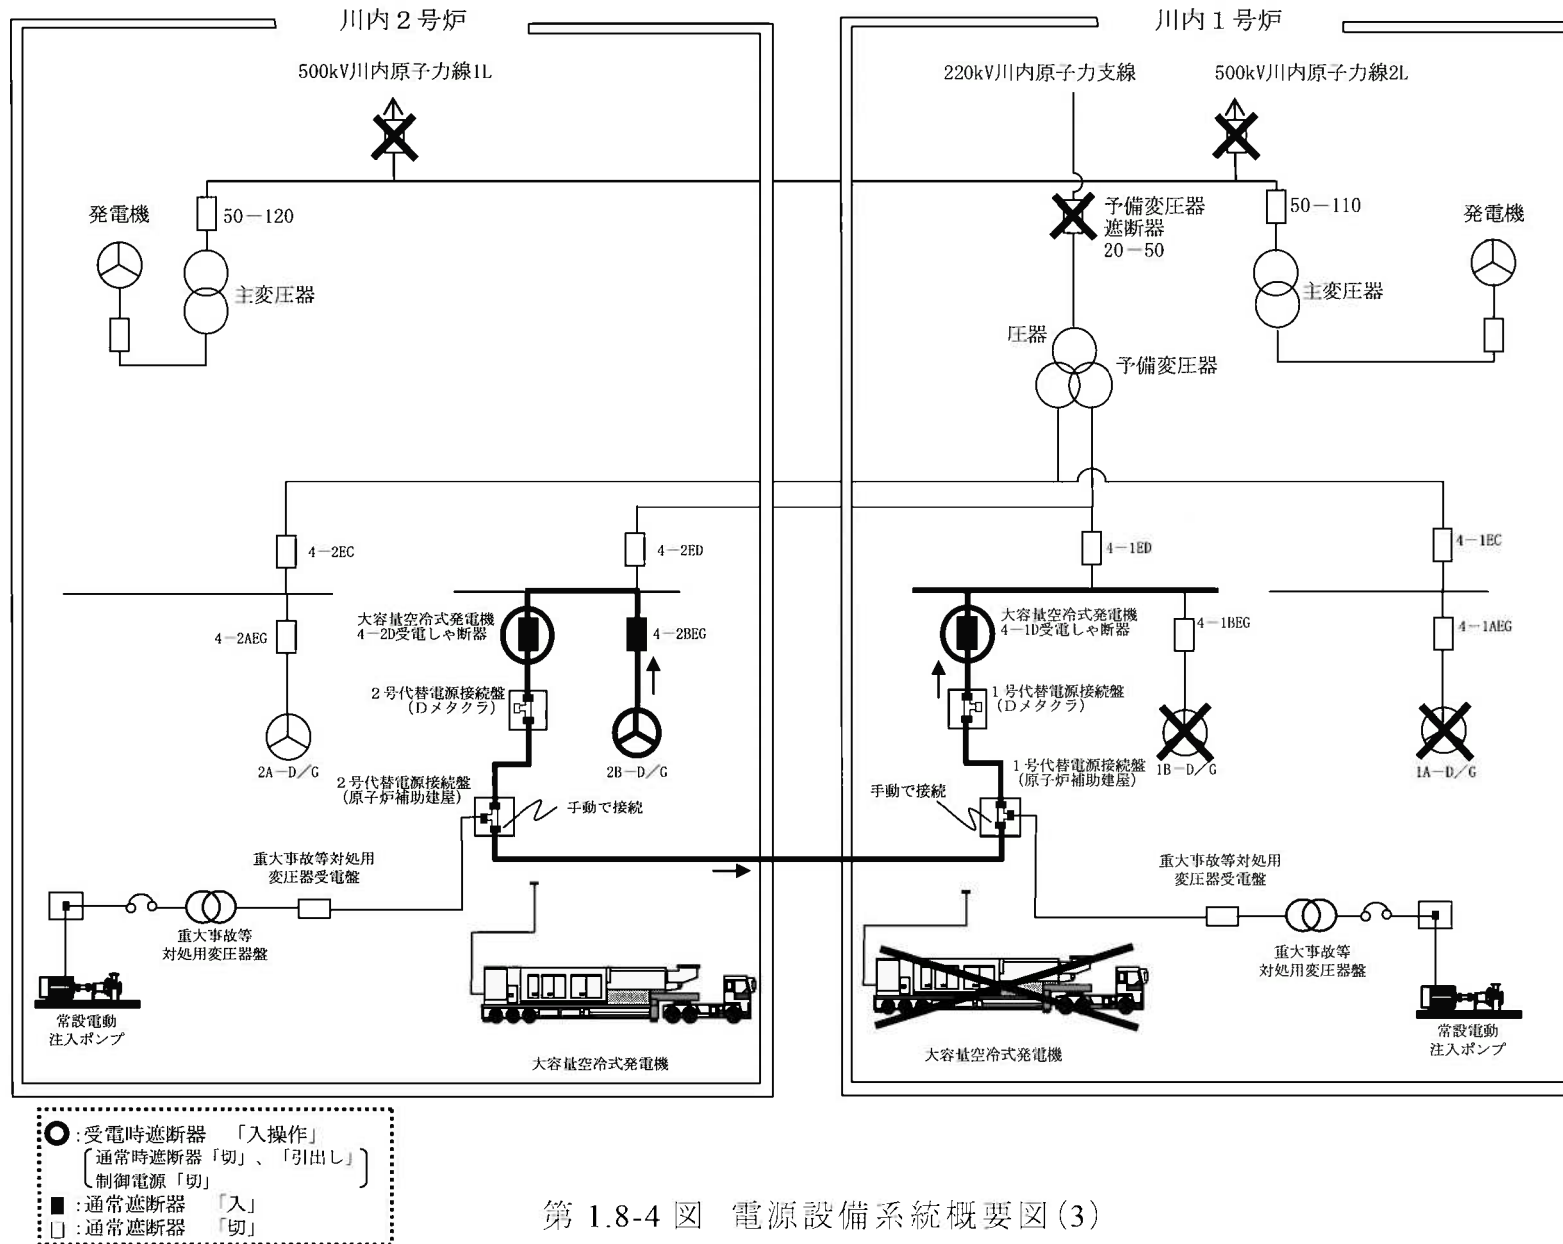 川内２号炉
川内１号炉
500kV川内原子力線1L
220kV川内原子力支線
500kV川内原子力線2L
発電機
50－120
主変圧器
予備変圧器
遮断器
20－50
50－110
発電機
主変圧器
圧器
予備変圧器
4－2EC
4－2ED
4－1ED
4－1EC
大容量空冷式発電機
4－2D受電しゃ断器
4－2AEG
4－2BEG
大容量空冷式発電機
4－1D受電しゃ断器
4－1BEG
4－1AEG
２号代替電源接続盤
（Ｄメタクラ）
１号代替電源接続盤
（Ｄメタクラ）
2A－D／G
2B－D／G
1B－D／G
1A－D／G
２号代替電源接続盤
（原子炉補助建屋）
手動で接続
１号代替電源接続盤
（原子炉補助建屋）
手動で接続
重大事故等対処用
変圧器受電盤
重大事故等対処用
変圧器受電盤
重大事故等
対処用変圧器盤
重大事故等
対処用変圧器盤
常設電動
注入ポンプ
大容量空冷式発電機
大容量空冷式発電機
常設電動
注入ポンプ
：受電時遮断器　「入操作」
通常時遮断器「切」、「引出し」
制御電源「切」
：通常遮断器　「入」
：通常遮断器　「切」
第 1.8-4 図　電源設備系統概要図(3)